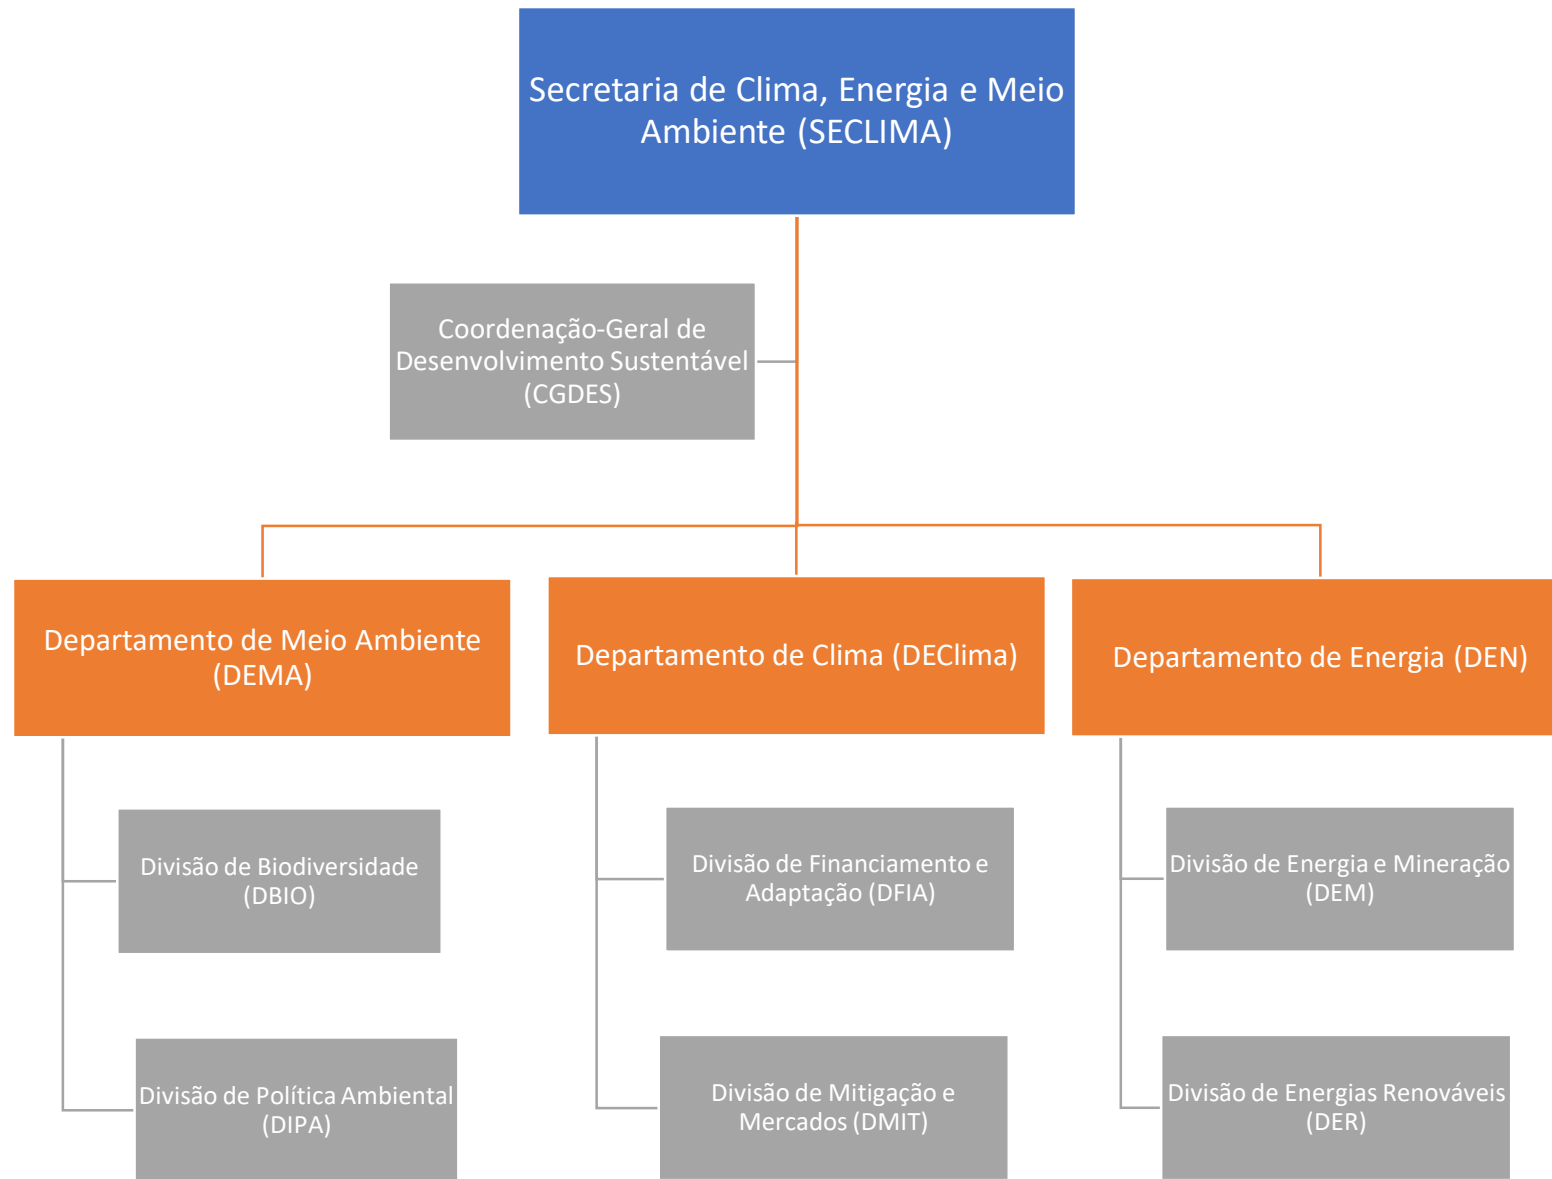 Secretaria de Clima, Energia e Meio
Ambiente (SECLIMA)
Coordenação-Geral de
Desenvolvimento Sustentável
(CGDES)
Departamento de Meio Ambiente
(DEMA)
Departamento de Clima (DEClima)
Departamento de Energia (DEN)
Divisão de Biodiversidade
(DBIO)
Divisão de Financiamento e
Adaptação (DFIA)
Divisão de Energia e Mineração
(DEM)
Divisão de Política Ambiental
(DIPA)
Divisão de Mitigação e
Mercados (DMIT)
Divisão de Energias Renováveis
(DER)